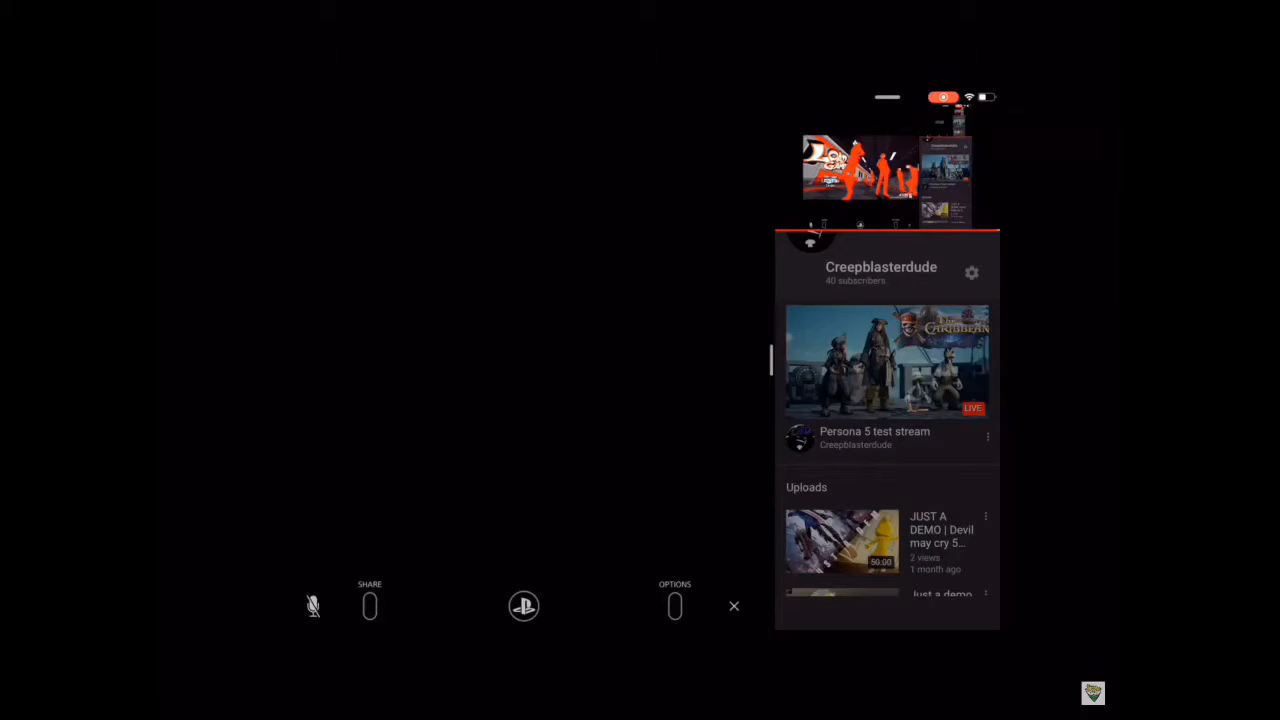 Creepblasterdude
40 subscribers
CARIBBEAN
LIVE
Persona 5 test stream
Creepblasterdude
Uploads
JUST A
DEMO | Devil
may cry 5...
50:00
2 views
1 month ago
Just a demo
SHARE
OPTIONS